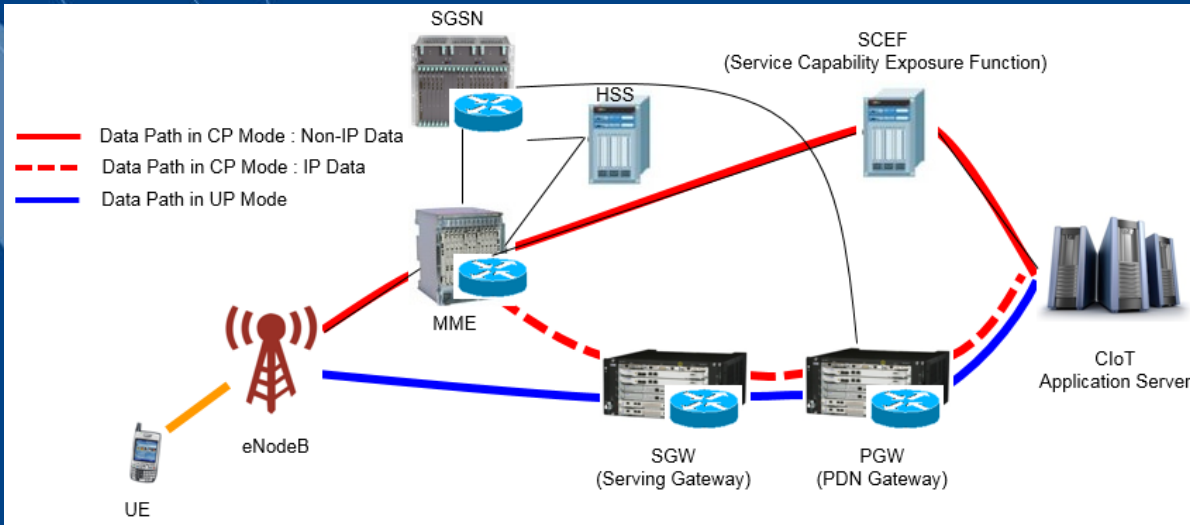 SGSN
SCEF
(Service Capability Exposure Function)
HSS
Data Path in CP Mode : Non-IP Data
Data Path in CP Mode : IP Data
Data Path in UP Mode
MME
CIoT
Application Server
eNodeB
SGW
(Serving Gateway)
PGW
(PDN Gateway)
UE